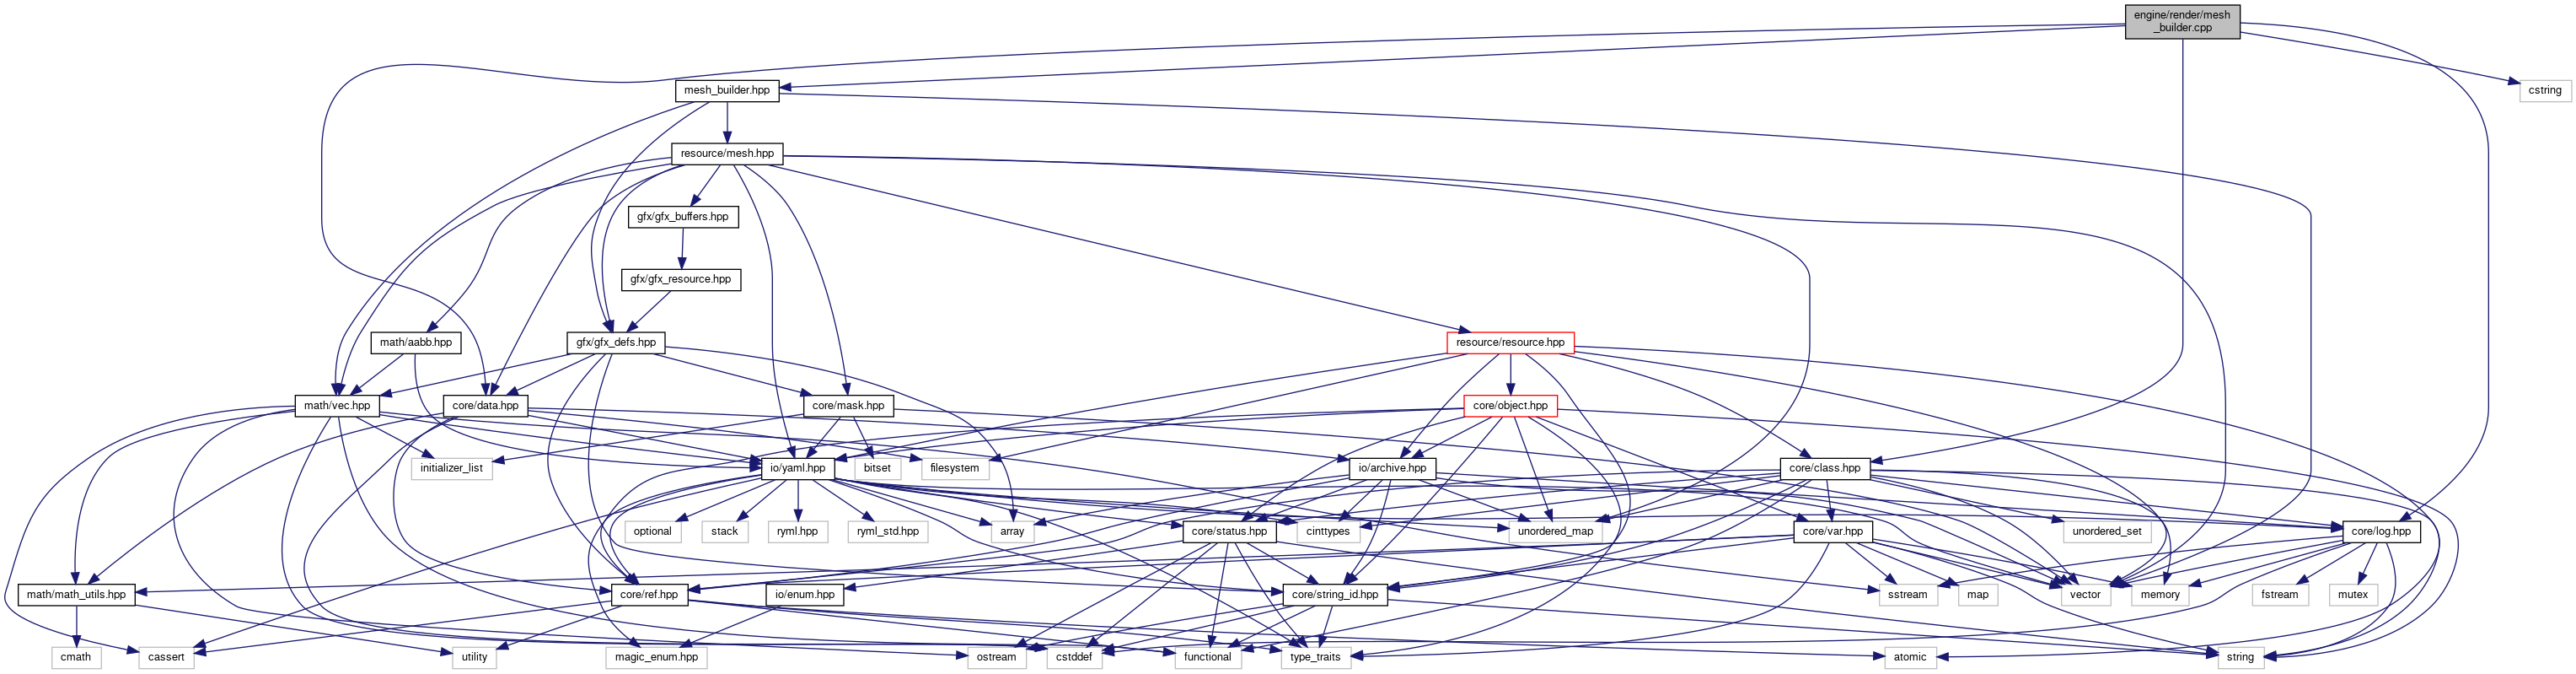 engine/render/mesh
_builder.cpp
mesh_builder.hpp
cstring
resource/mesh.hpp
gfx/gfx_buffers.hpp
gfx/gfx_resource.hpp
math/aabb.hpp
gfx/gfx_defs.hpp
resource/resource.hpp
math/vec.hpp
core/data.hpp
core/mask.hpp
core/object.hpp
initializer_list
io/yaml.hpp
bitset
filesystem
io/archive.hpp
core/class.hpp
optional
stack
ryml.hpp
ryml_std.hpp
array
core/status.hpp
cinttypes
unordered_map
core/var.hpp
unordered_set
core/log.hpp
math/math_utils.hpp
core/ref.hpp
io/enum.hpp
core/string_id.hpp
sstream
map
vector
memory
fstream
mutex
cmath
cassert
utility
magic_enum.hpp
ostream
cstddef
functional
type_traits
atomic
string